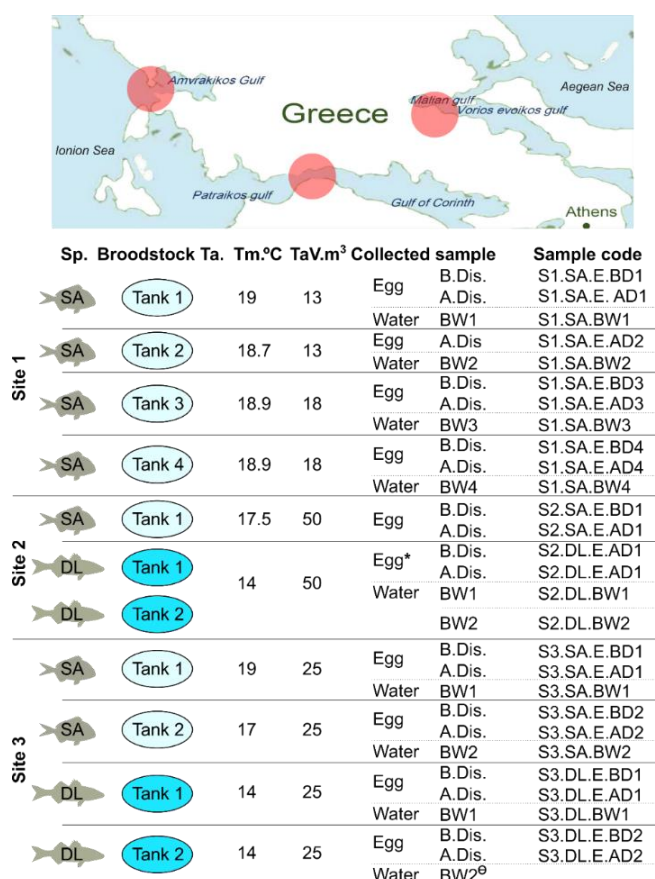 Amvrakikos Gulf
Aegean Sea
Malian gulf
Vorios evoikos gulf
Greece
Ionion Sea
Patraikos gulf
Gulf of Corinth
Athens
Sp. Broodstock Ta. Tm.ºC TaV.m³ Collected sample Sample code
Site 1
SA Tank 1 19 13 Egg B.Dis. S1.SA.E.BD1
A.Dis. S1.SA.E. AD1
Water BW1 S1.SA.BW1
SA Tank 2 18.7 13 Egg A.Dis S1.SA.E.AD2
Water BW2 S1.SA.BW2
SA Tank 3 18.9 18 Egg B.Dis. S1.SA.E.BD3
A.Dis. S1.SA.E.AD3
Water BW3 S1.SA.BW3
SA Tank 4 18.9 18 Egg B.Dis. S1.SA.E.BD4
A.Dis. S1.SA.E.AD4
Water BW4 S1.SA.BW4
Site 2
SA Tank 1 17.5 50 Egg B.Dis. S2.SA.E.BD1
A.Dis. S2.SA.E.AD1
DL Tank 1 14 50 Egg* B.Dis. S2.DL.E.AD1
A.Dis. S2.DL.E.AD1
Water BW1 S2.DL.BW1
DL Tank 2 BW2 S2.DL.BW2
Site 3
SA Tank 1 19 25 Egg B.Dis. S3.SA.E.BD1
A.Dis. S3.SA.E.AD1
Water BW1 S3.SA.BW1
SA Tank 2 17 25 Egg B.Dis. S3.SA.E.BD2
A.Dis. S3.SA.E.AD2
Water BW2 S3.SA.BW2
DL Tank 1 14 25 Egg B.Dis. S3.DL.E.BD1
A.Dis. S3.DL.E.AD1
Water BW1 S3.DL.BW1
DL Tank 2 14 25 Egg B.Dis. S3.DL.E.BD2
A.Dis. S3.DL.E.AD2
Water BW2ᶿ